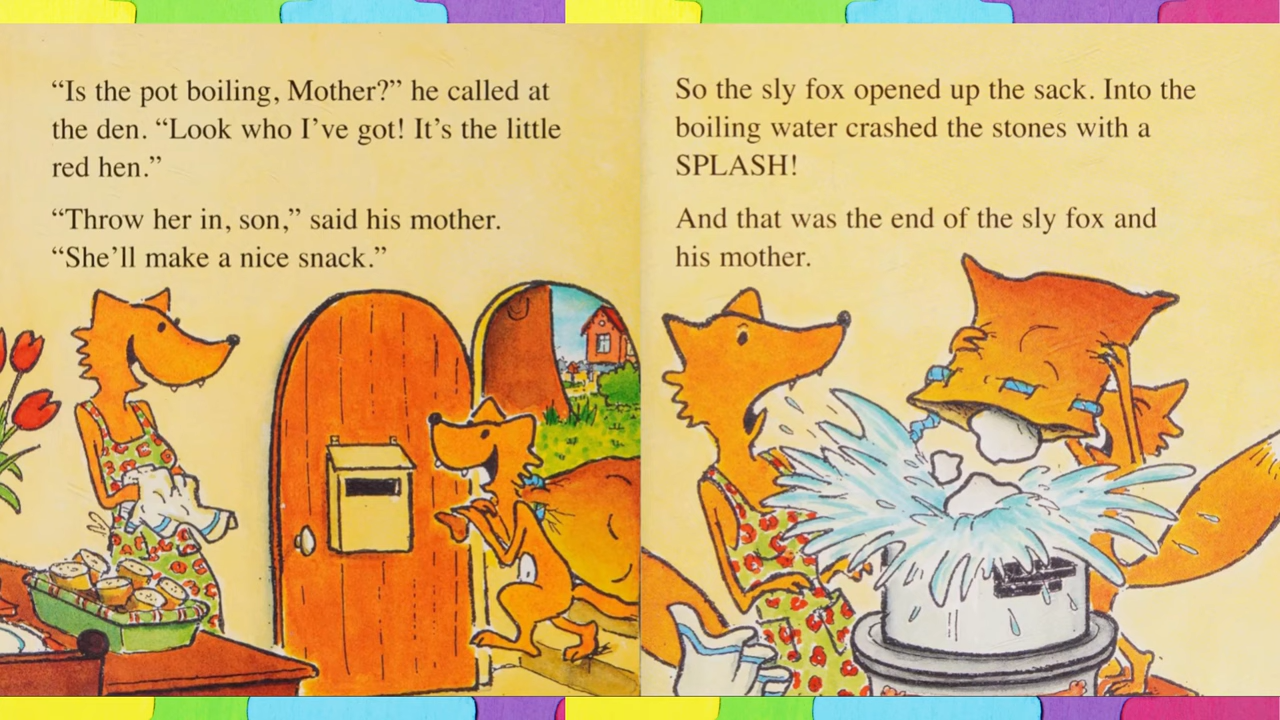 “Is the pot boiling, Mother?” he called at
the den. “Look who I’ve got! It’s the little
red hen.”
“Throw her in, son,” said his mother.
“She’ll make a nice snack.”
So the sly fox opened up the sack. Into the
boiling water crashed the stones with a
SPLASH!
And that was the end of the sly fox and
his mother.